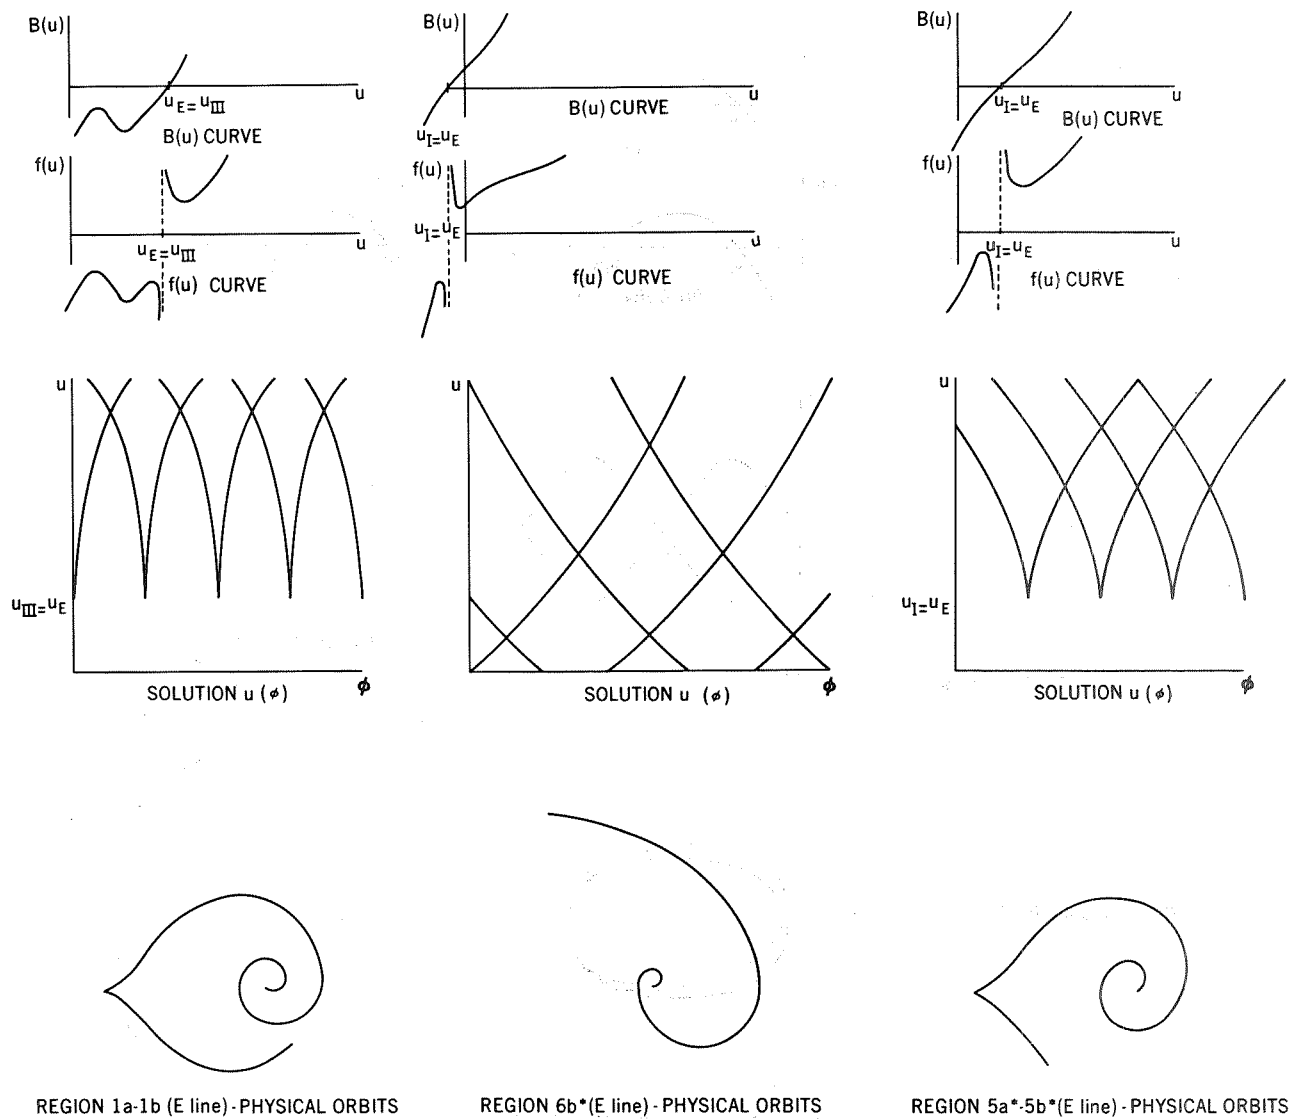 B(u)
u
u_E = u_III
B(u) CURVE
f(u)
u
u_E = u_III
f(u) CURVE
u
u_III = u_E
φ
SOLUTION u (φ)
REGION 1a-1b (E line) - PHYSICAL ORBITS
B(u)
u
B(u) CURVE
u_I = u_E
f(u)
u_I = u_E
u
f(u) CURVE
u
φ
SOLUTION u (φ)
REGION 6b* (E line) - PHYSICAL ORBITS
B(u)
u
u_I = u_E
B(u) CURVE
f(u)
u
u_I = u_E
f(u) CURVE
u
u_I = u_E
φ
SOLUTION u (φ)
REGION 5a*-5b* (E line) - PHYSICAL ORBITS